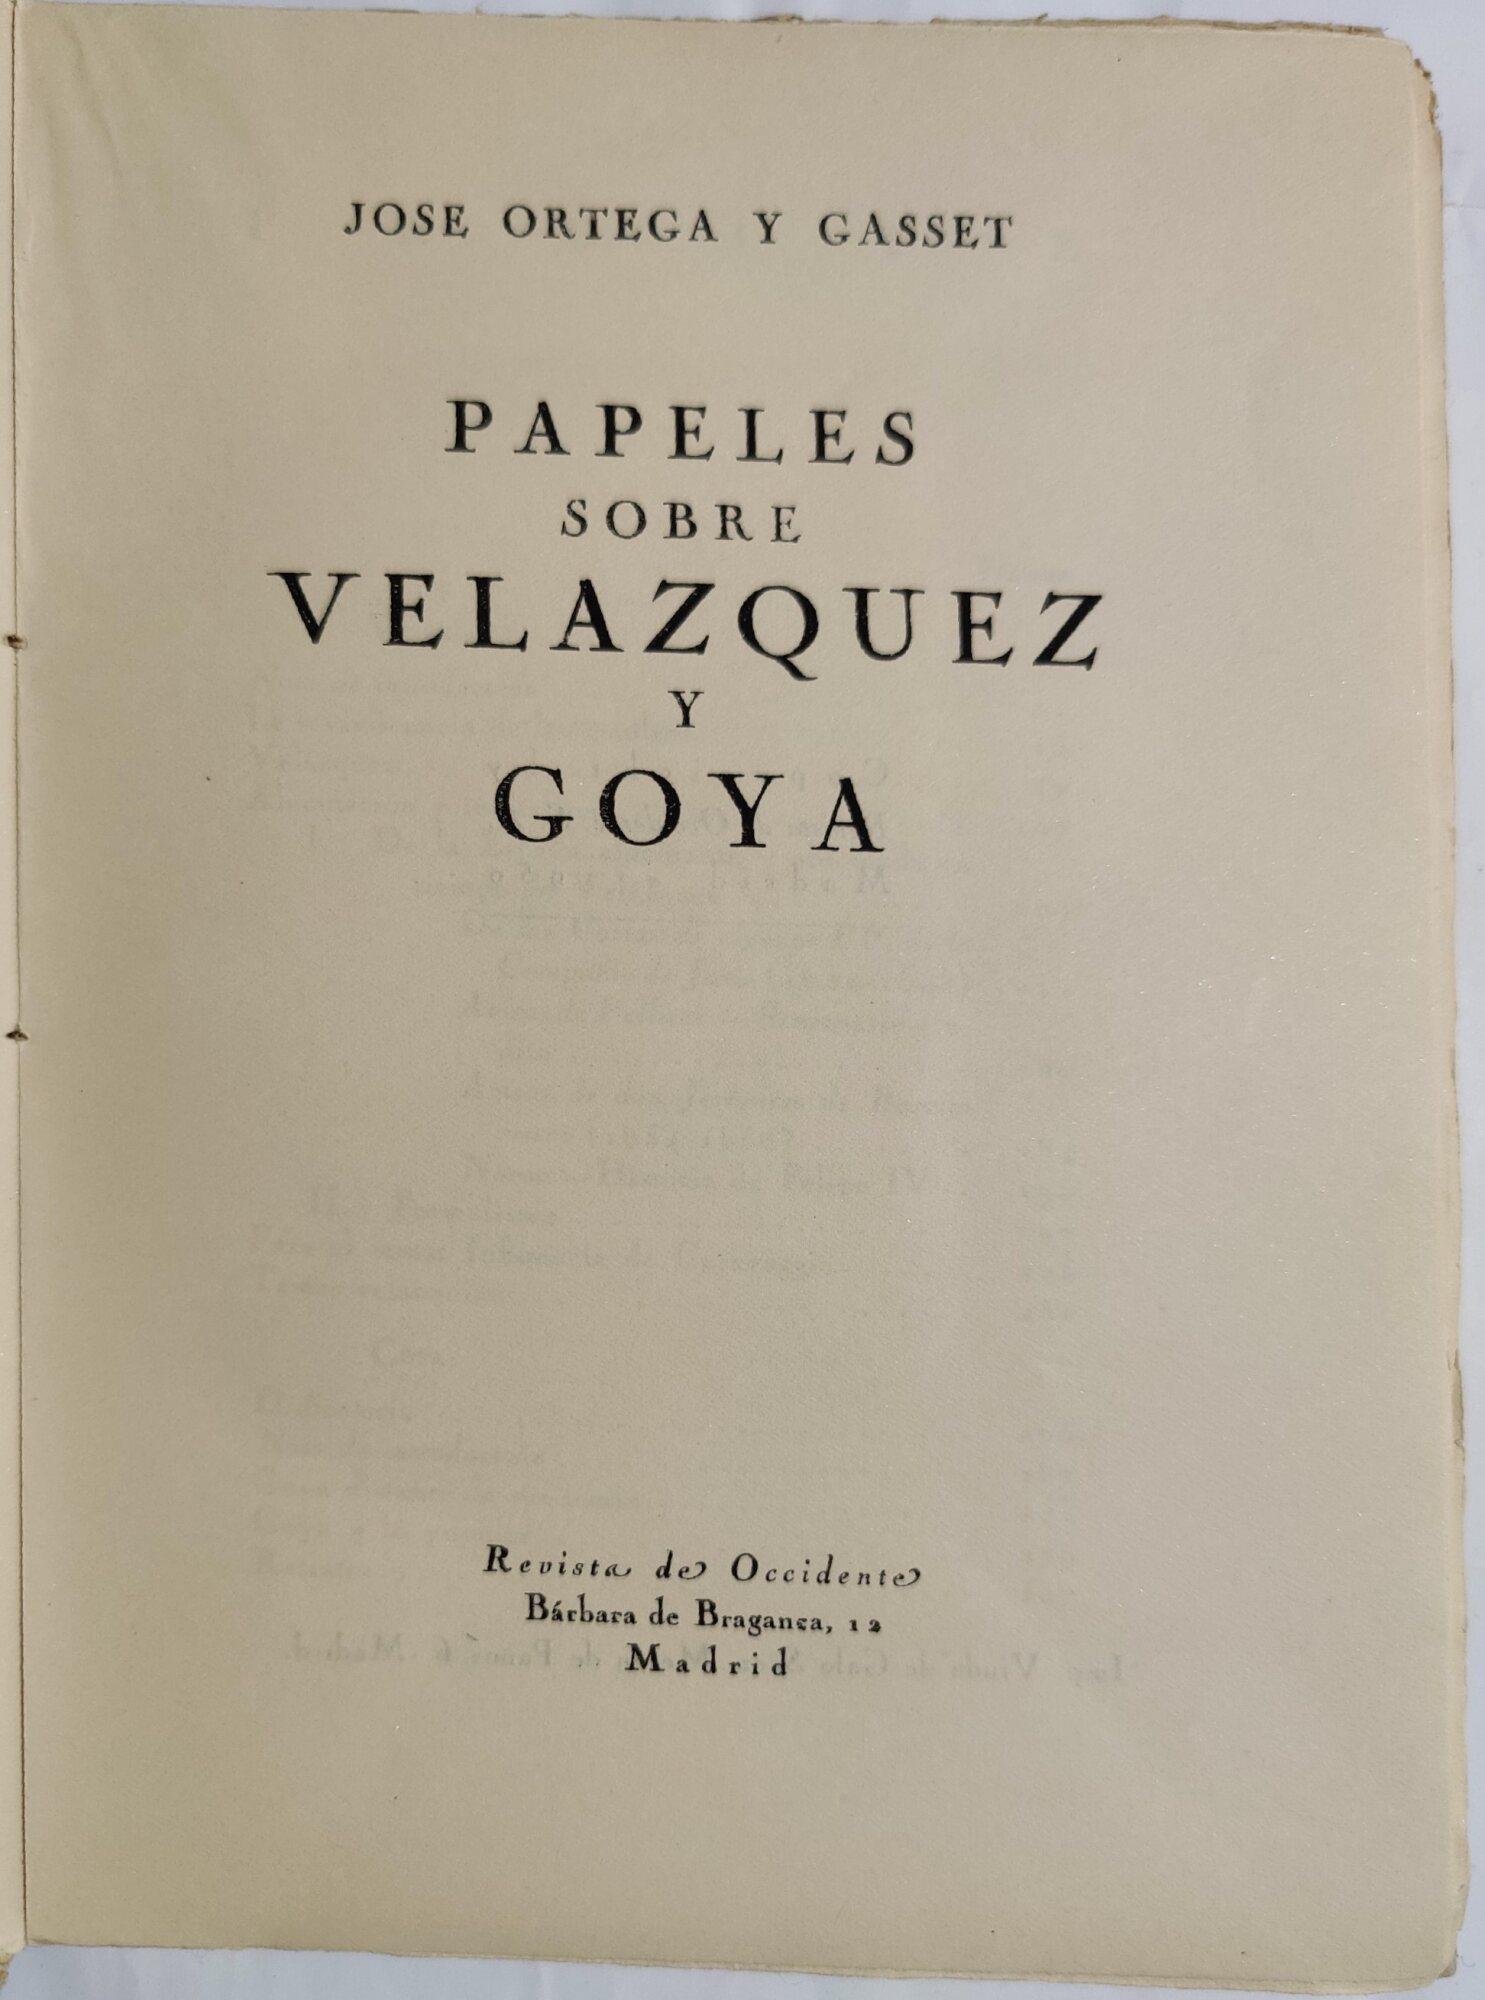 JOSE ORTEGA Y GASSET
PAPELES
SOBRE
VELAZQUEZ
Y
GOYA
Revista de Occidente
Bárbara de Braganza, 12
Madrid